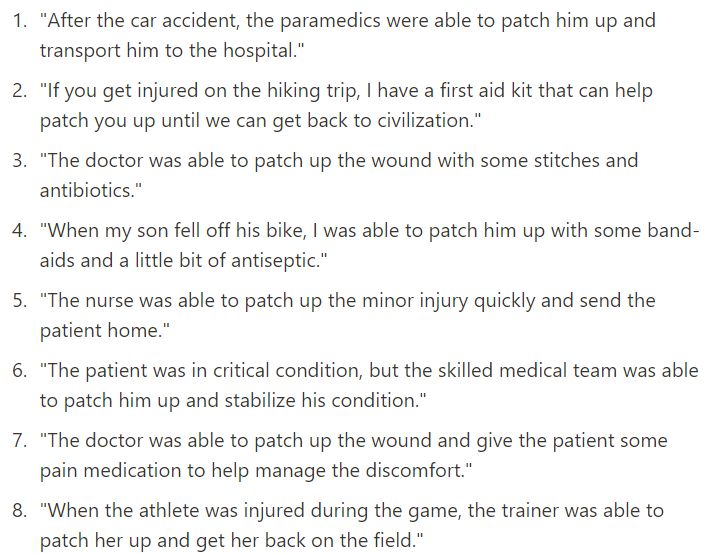 1. "After the car accident, the paramedics were able to patch him up and
transport him to the hospital."
2. "If you get injured on the hiking trip, I have a first aid kit that can help
patch you up until we can get back to civilization."
3. "The doctor was able to patch up the wound with some stitches and
antibiotics."
4. "When my son fell off his bike, I was able to patch him up with some band-
aids and a little bit of antiseptic."
5. "The nurse was able to patch up the minor injury quickly and send the
patient home."
6. "The patient was in critical condition, but the skilled medical team was able
to patch him up and stabilize his condition."
7. "The doctor was able to patch up the wound and give the patient some
pain medication to help manage the discomfort."
8. "When the athlete was injured during the game, the trainer was able to
patch her up and get her back on the field."